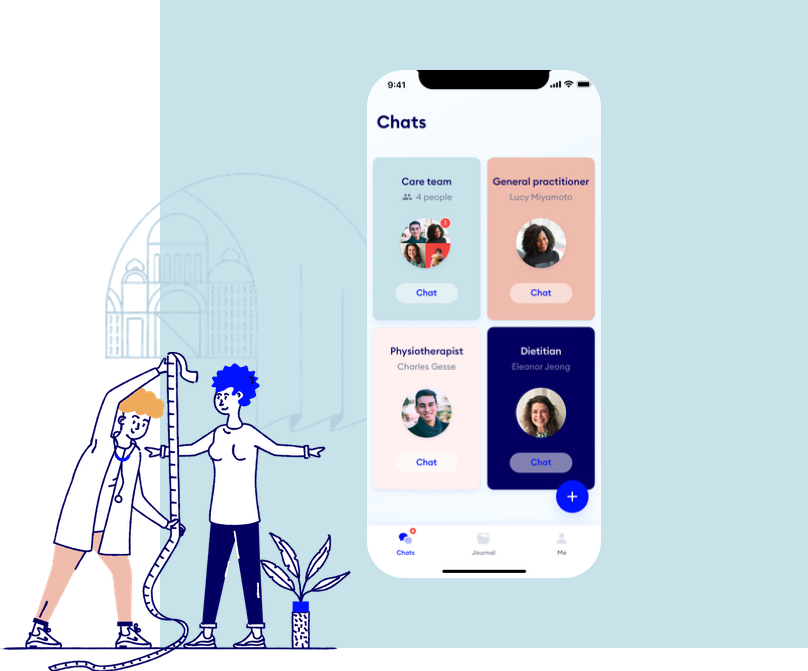 9:41
Chats
Care team
4 people
Chat
General practitioner
Lucy Miyamoto
Chat
Physiotherapist
Charles Gesse
Chat
Dietitian
Eleanor Jeong
Chat
+
Chats
Journal
Me